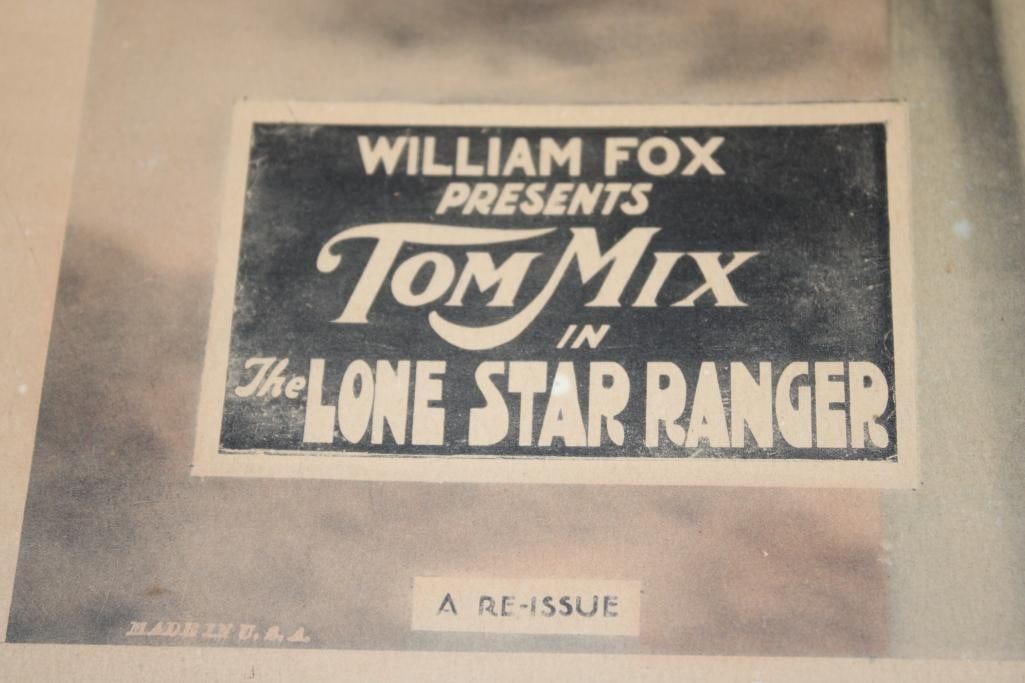 WILLIAM FOX
PRESENTS
TOM MIX
IN
The LONE STAR RANGER
A RE-ISSUE
MADE IN U.S.A.